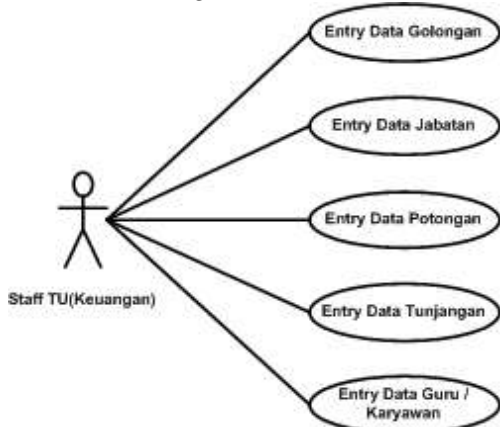 Entry Data Golongan
Entry Data Jabatan
Entry Data Potongan
Staff TU(Keuangan)
Entry Data Tunjangan
Entry Data Guru /
Karyawan